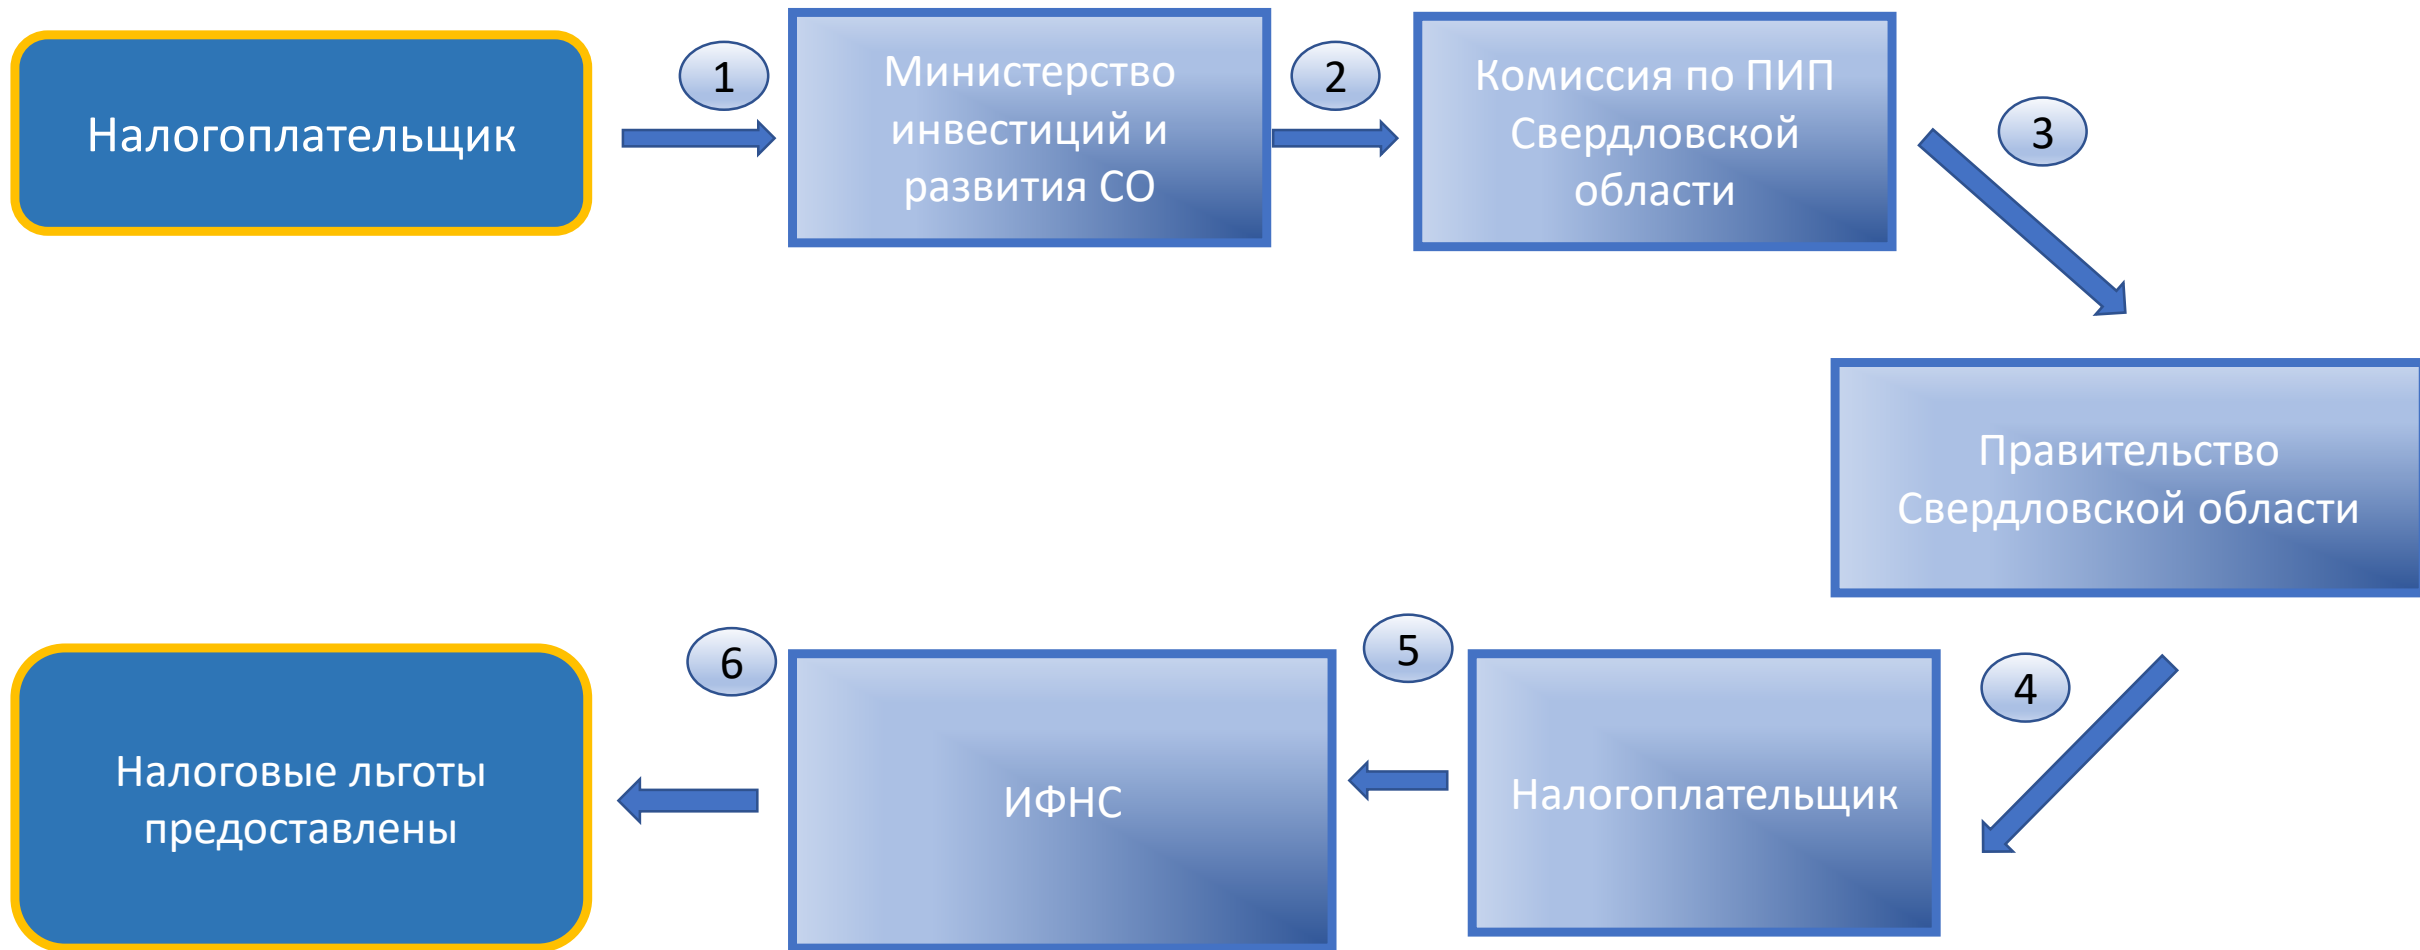 Налогоплательщик
1
Министерство
инвестиций и
развития СО
2
Комиссия по ПИП
Свердловской
области
3
Правительство
Свердловской области
4
Налогоплательщик
5
ИФНС
6
Налоговые льготы
предоставлены